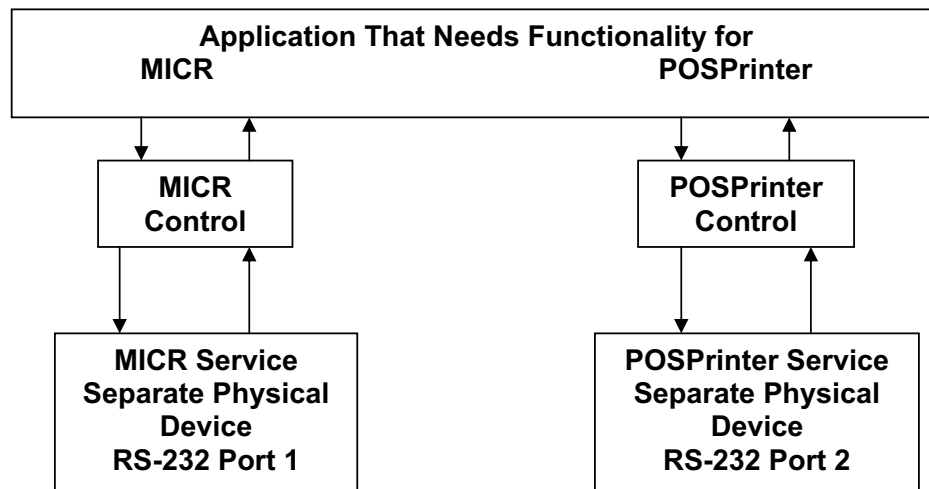 Application That Needs Functionality for
MICR POSPrinter
MICR
Control
POSPrinter
Control
MICR Service
Separate Physical
Device
RS-232 Port 1
POSPrinter Service
Separate Physical
Device
RS-232 Port 2